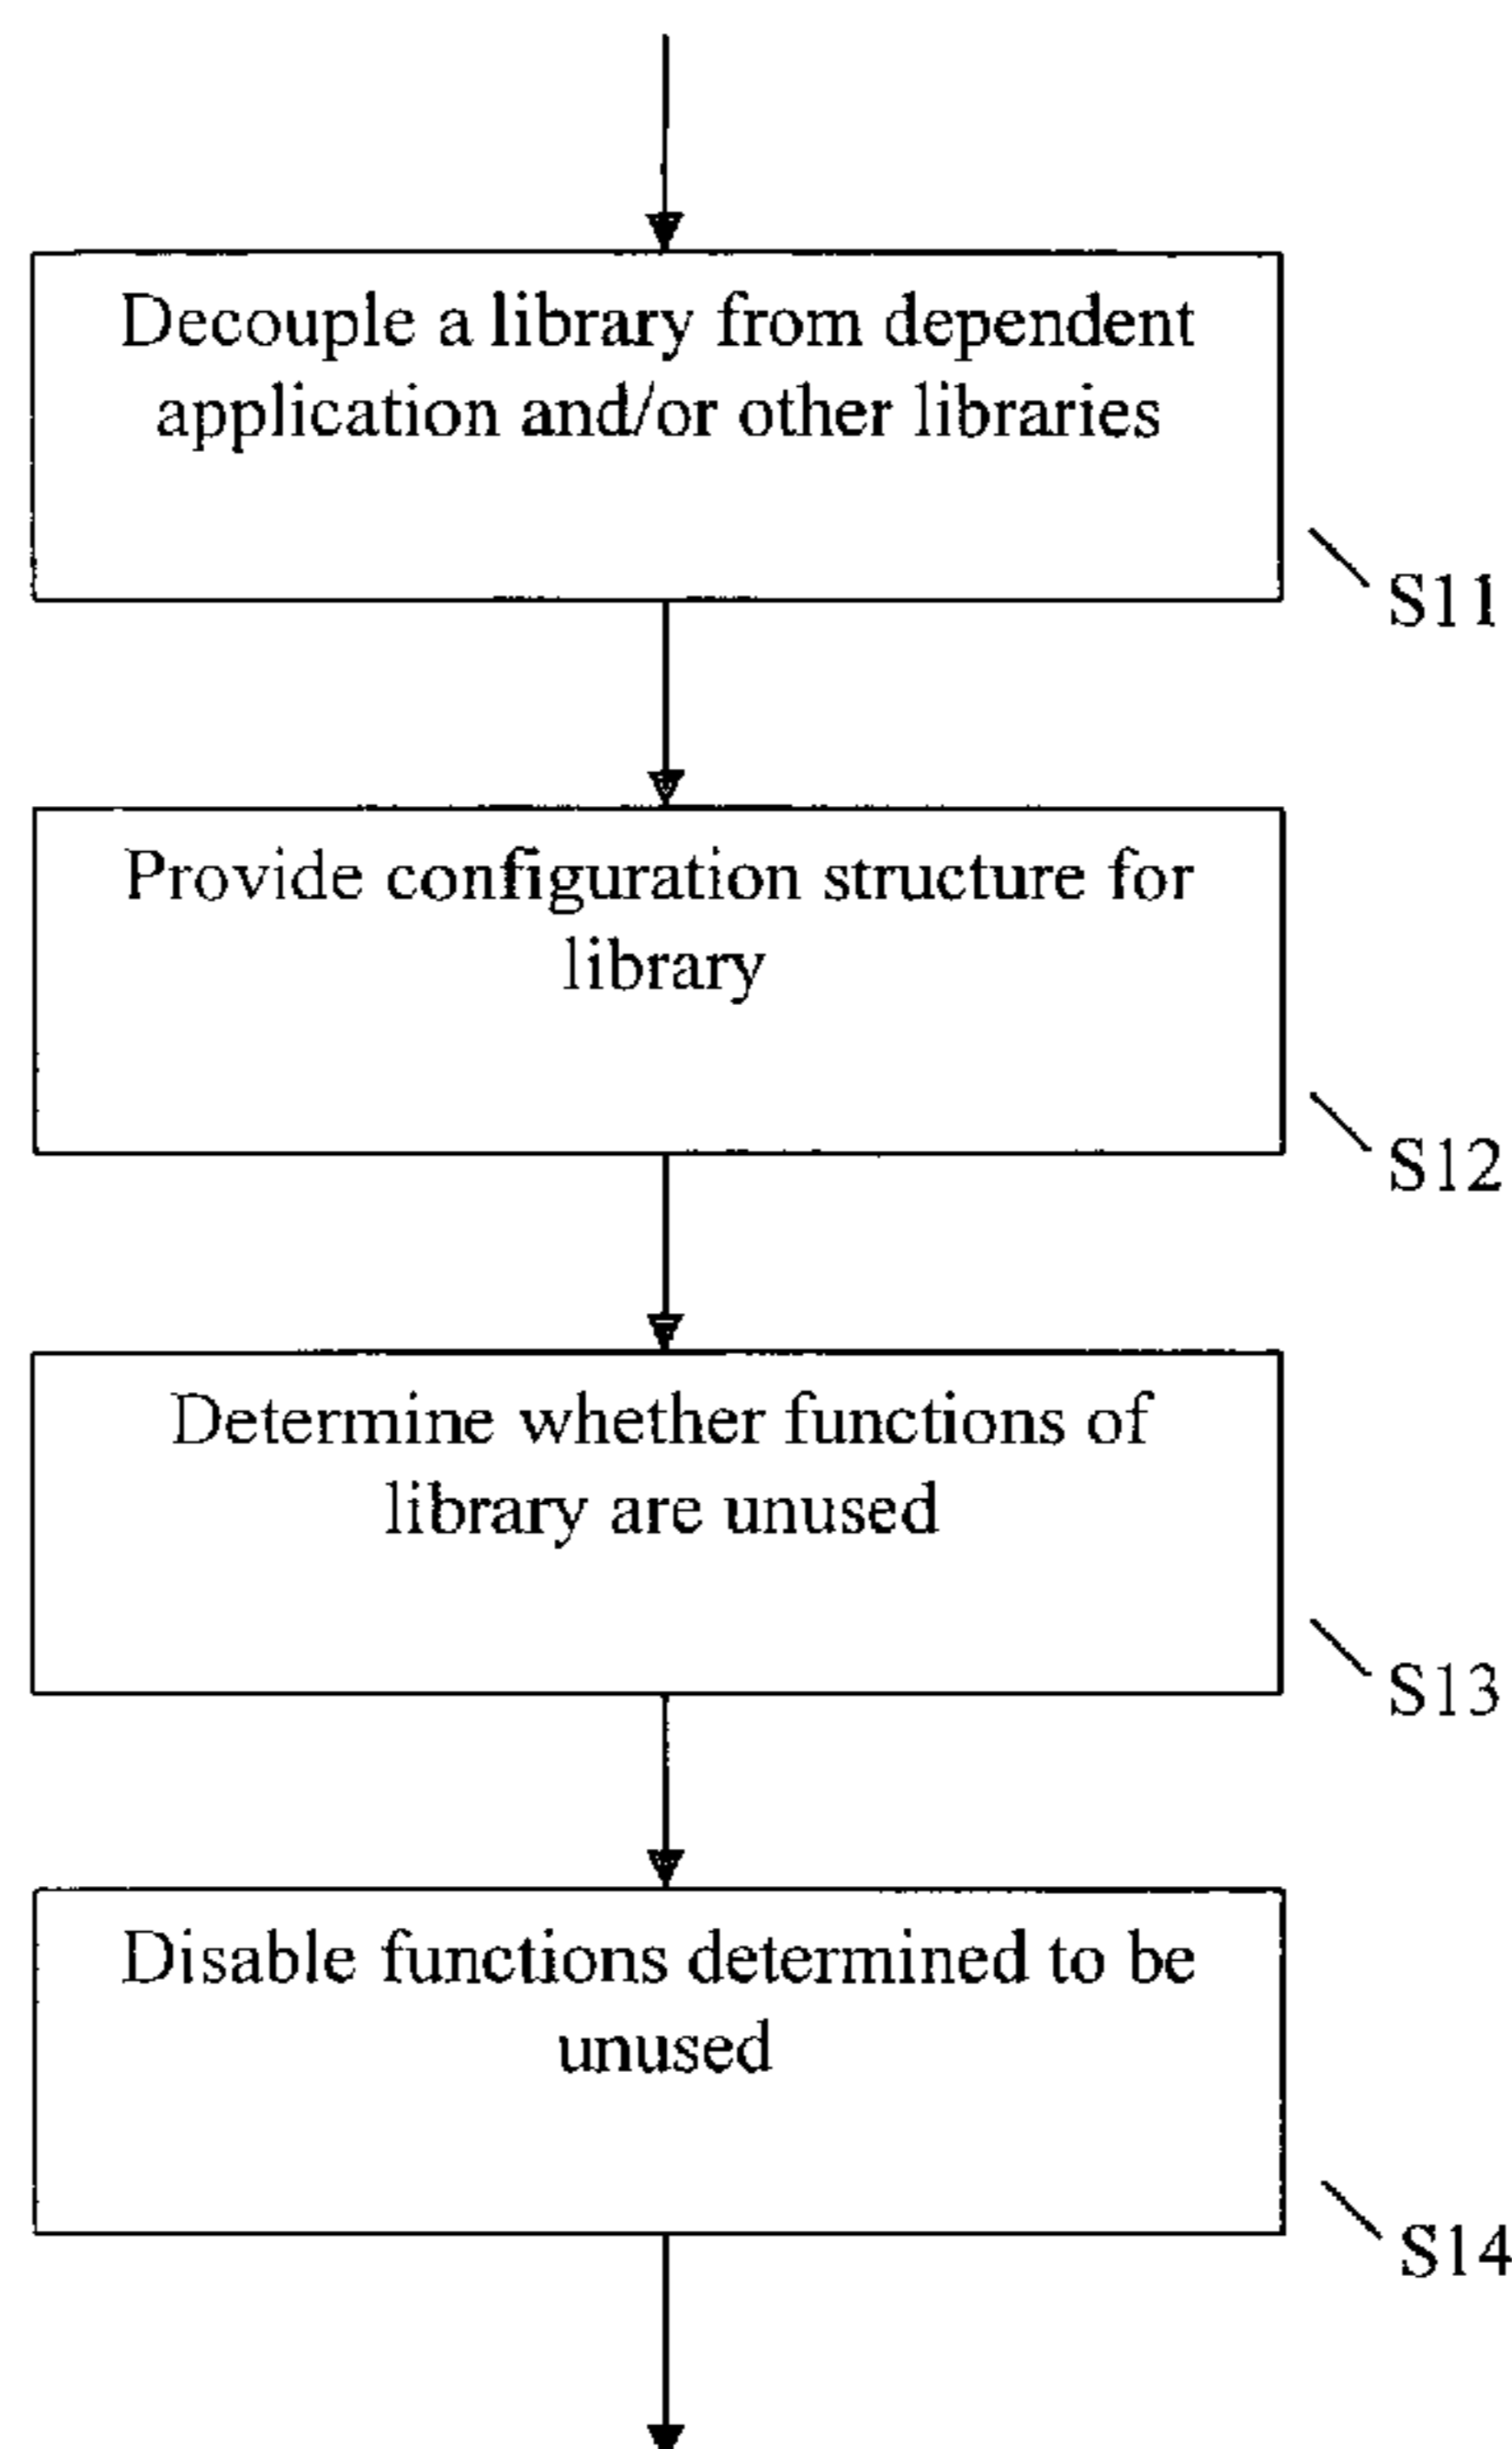 Decouple a library from dependent
application and/or other libraries
S11
Provide configuration structure for
library
S12
Determine whether functions of
library are unused
S13
Disable functions determined to be
unused
S14